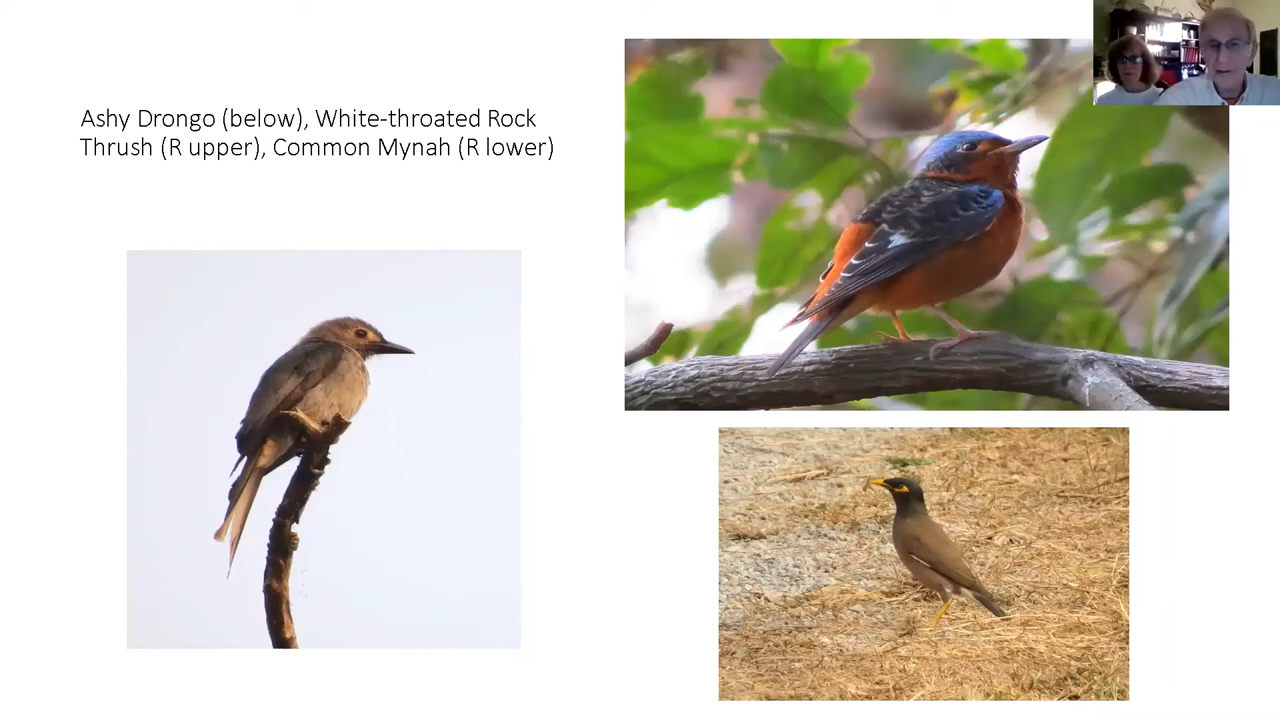 Ashy Drongo (below), White-throated Rock
Thrush (R upper), Common Mynah (R lower)